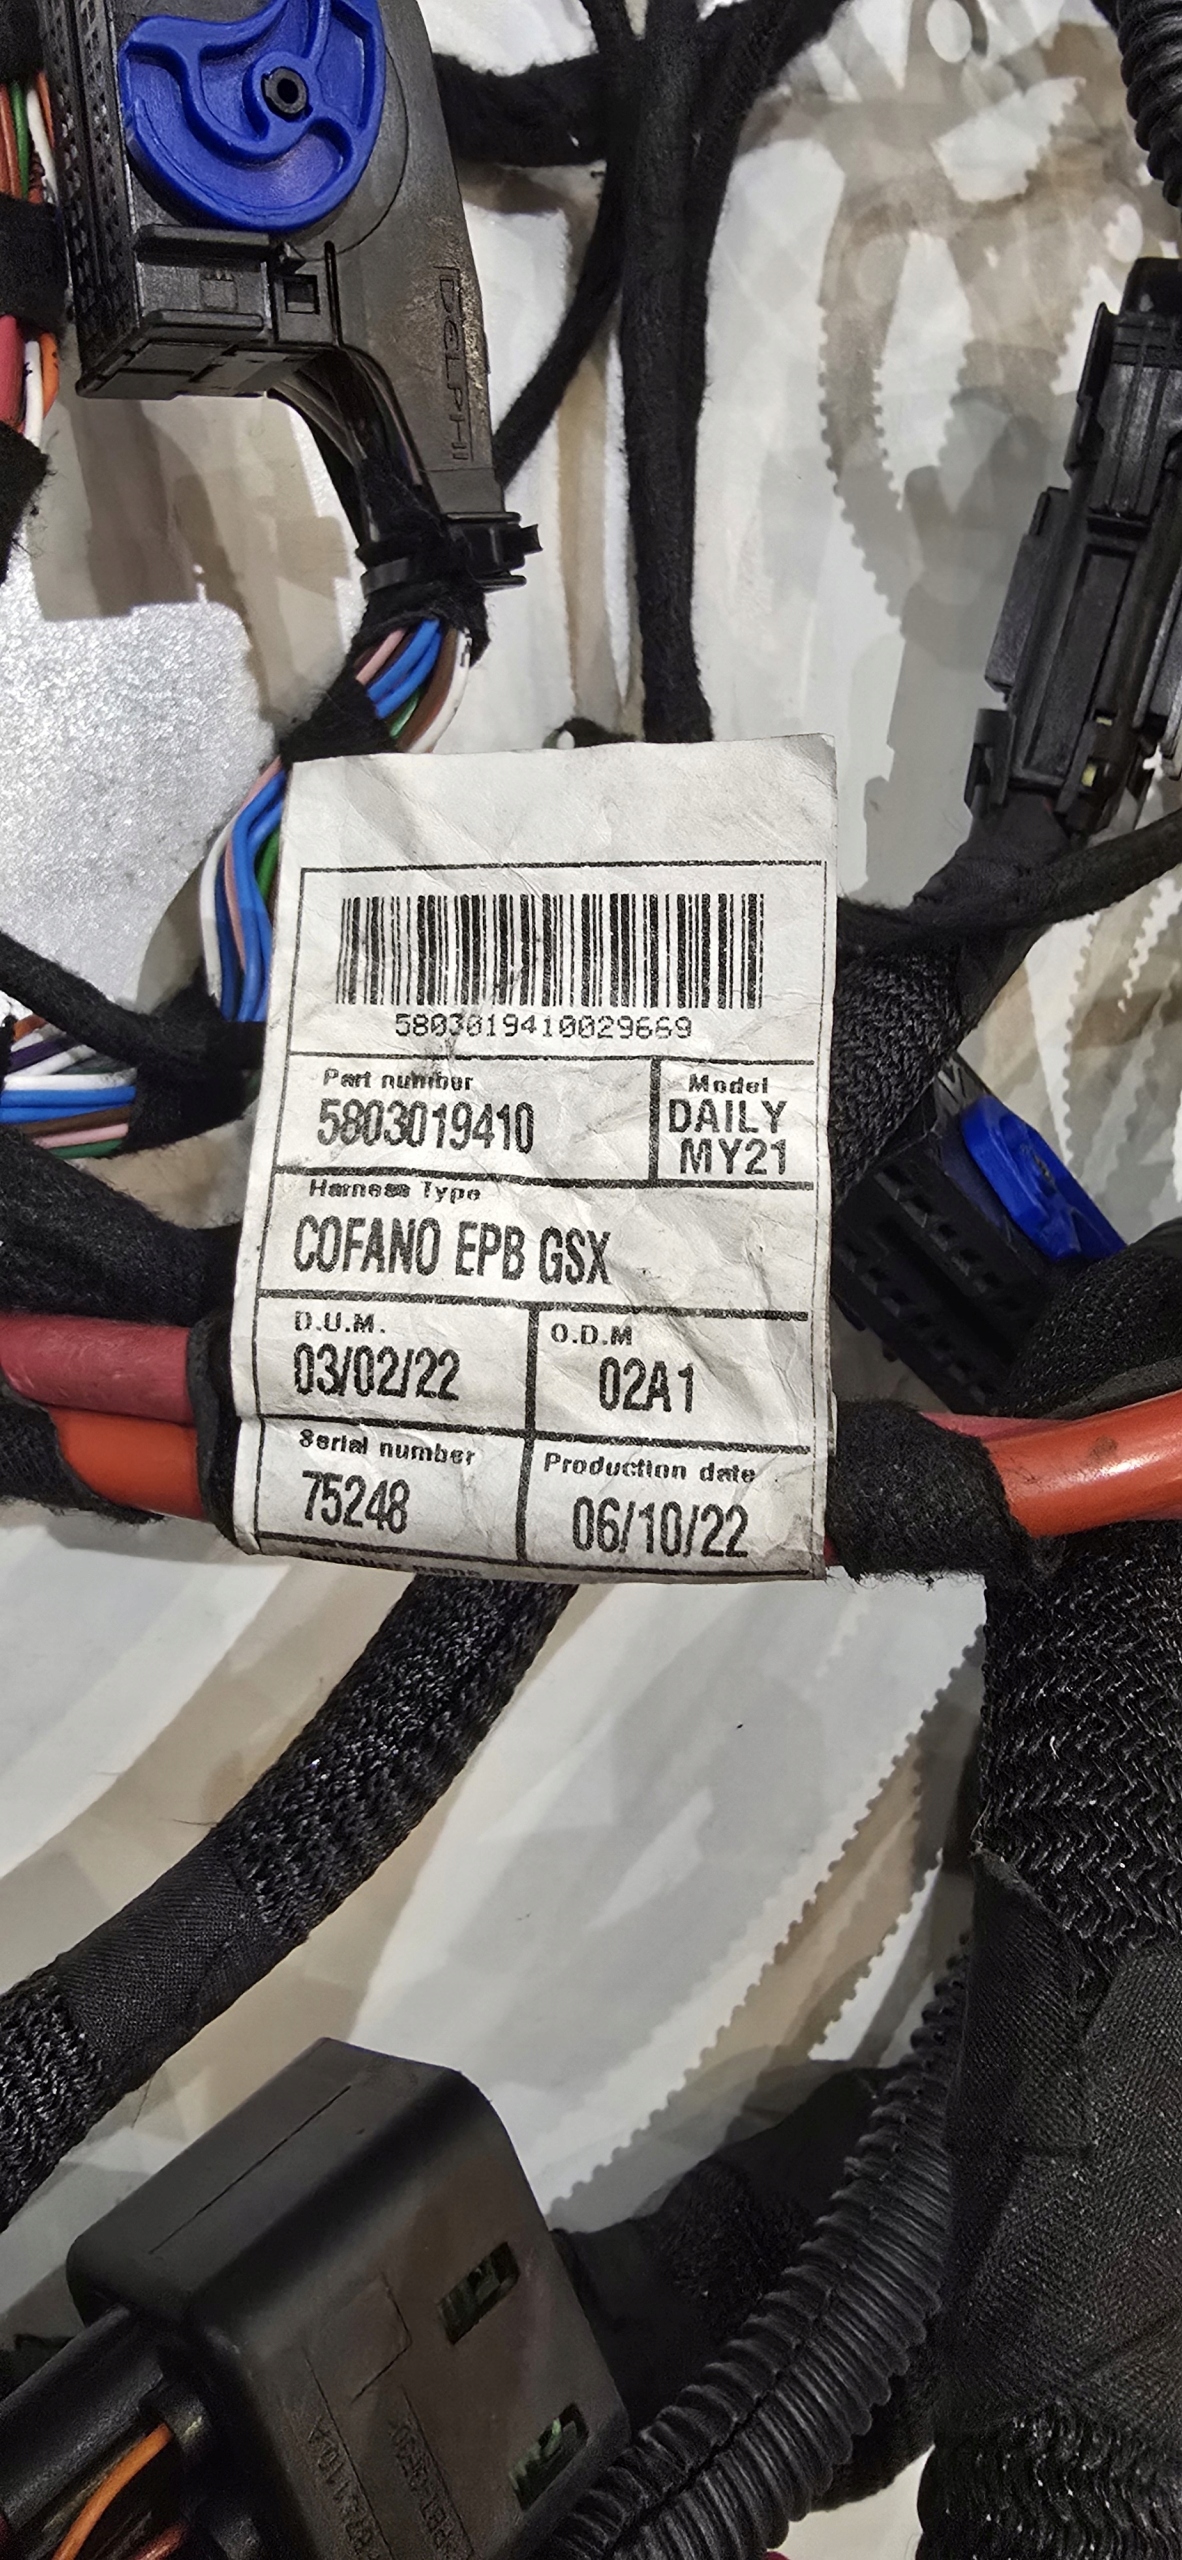 DELPHI
5803019410029669
Part number
5803019410
Model
DAILY
MY21
Harness Type
COFANO EPB GSX
D.U.M.
03/02/22
O.D.M
02A1
Serial number
75248
Production date
06/10/22